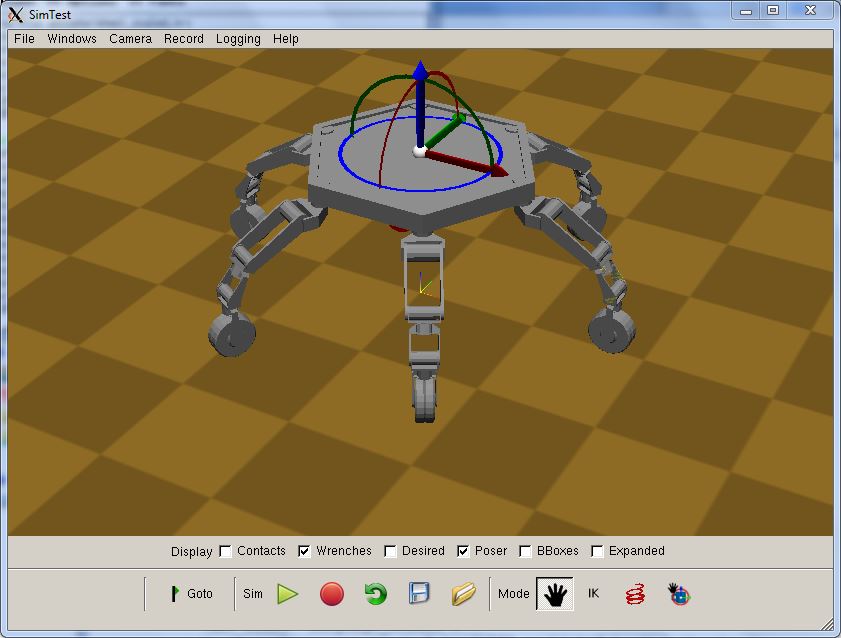 SimTest
File Windows Camera Record Logging Help
Display Contacts Wrenches Desired Poser BBoxes Expanded
Goto Sim Mode IK